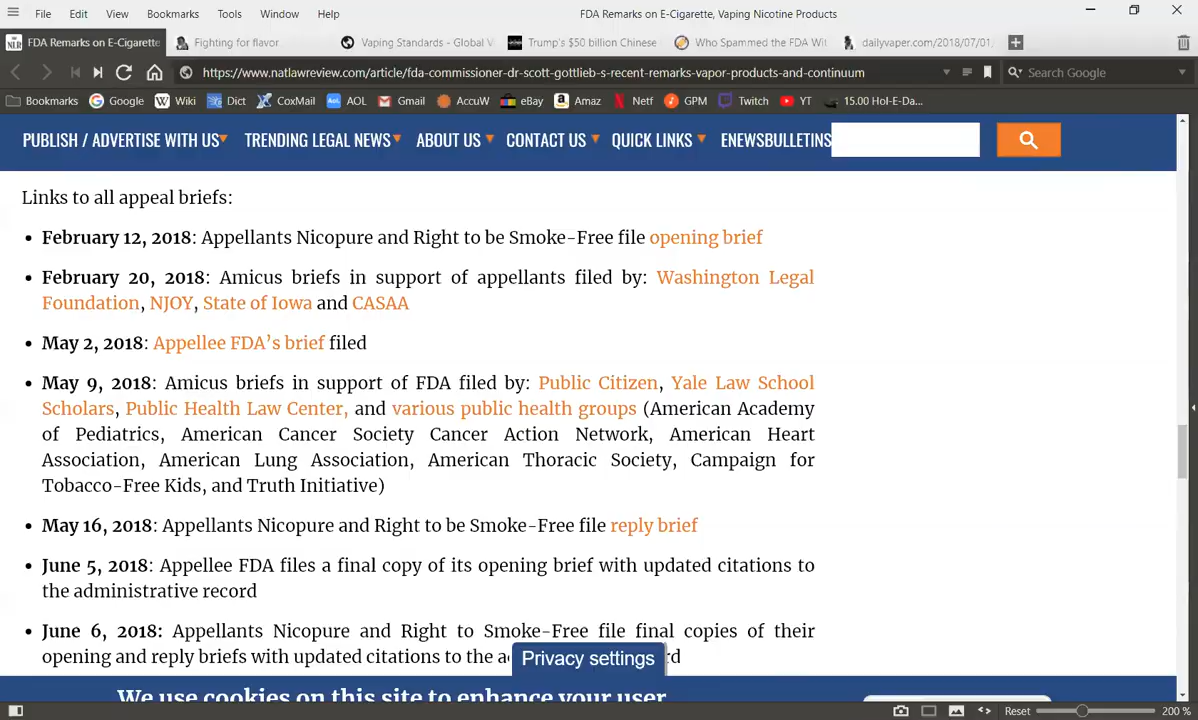 File Edit View Bookmarks Tools Window Help FDA Remarks on E-Cigarette, Vaping Nicotine Products
NLR FDA Remarks on E-Cigarette Fighting for flavor Vaping Standards - Global V Trump's $50 billion Chinese Who Spammed the FDA Wit dailyvaper.com/2018/07/01,
https://www.natlawreview.com/article/fda-commissioner-dr-scott-gottlieb-s-recent-remarks-vapor-products-and-continuum Search Google
Bookmarks Google Wiki Dict CoxMail AOL Gmail AccuW eBay Amaz Netf GPM Twitch YT 15.00 Hol-E-Da...
PUBLISH / ADVERTISE WITH US TRENDING LEGAL NEWS ABOUT US CONTACT US QUICK LINKS ENEWSBULLETINS
Links to all appeal briefs:
• February 12, 2018: Appellants Nicopure and Right to be Smoke-Free file opening brief
• February 20, 2018: Amicus briefs in support of appellants filed by: Washington Legal
Foundation, NJOY, State of Iowa and CASAA
• May 2, 2018: Appellee FDA's brief filed
• May 9, 2018: Amicus briefs in support of FDA filed by: Public Citizen, Yale Law School
Scholars, Public Health Law Center, and various public health groups (American Academy
of Pediatrics, American Cancer Society Cancer Action Network, American Heart
Association, American Lung Association, American Thoracic Society, Campaign for
Tobacco-Free Kids, and Truth Initiative)
• May 16, 2018: Appellants Nicopure and Right to be Smoke-Free file reply brief
• June 5, 2018: Appellee FDA files a final copy of its opening brief with updated citations to
the administrative record
• June 6, 2018: Appellants Nicopure and Right to Smoke-Free file final copies of their
opening and reply briefs with updated citations to the
Privacy settings
We use cookies on this site to enhance your user
Reset 200 %